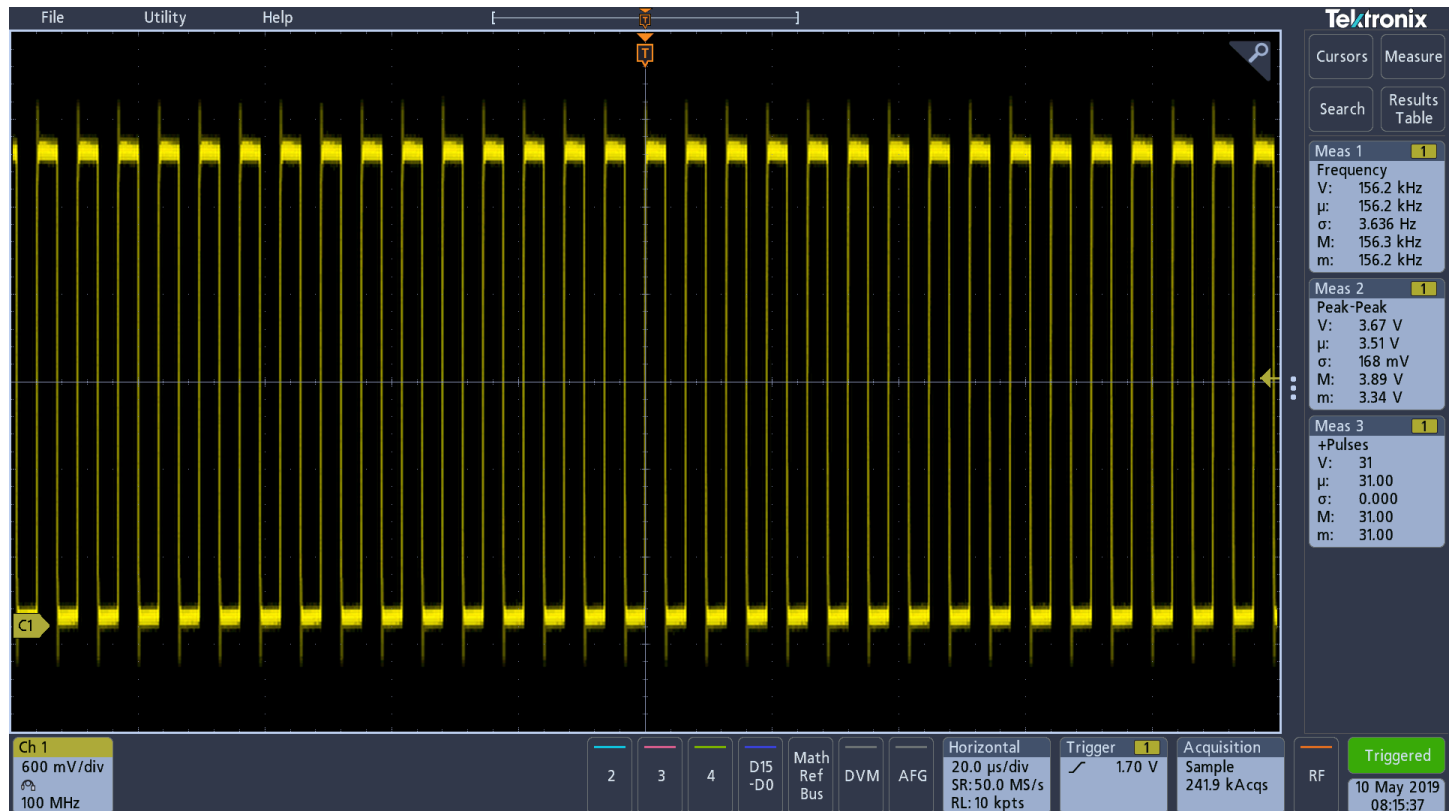 File Utility Help
[ T ]
Tektronix
T
Cursors Measure
Search Results Table
Meas 1 1
Frequency
V: 156.2 kHz
μ: 156.2 kHz
σ: 3.636 Hz
M: 156.3 kHz
m: 156.2 kHz
Meas 2 1
Peak-Peak
V: 3.67 V
μ: 3.51 V
σ: 168 mV
M: 3.89 V
m: 3.34 V
Meas 3 1
+Pulses
V: 31
μ: 31.00
σ: 0.000
M: 31.00
m: 31.00
C1
Ch 1
600 mV/div
100 MHz
2
3
4
D15
-D0
Math
Ref
Bus
DVM
AFG
Horizontal
20.0 µs/div
SR: 50.0 MS/s
RL: 10 kpts
Trigger 1
1.70 V
Acquisition
Sample
241.9 kAcqs
RF
Triggered
10 May 2019
08:15:37